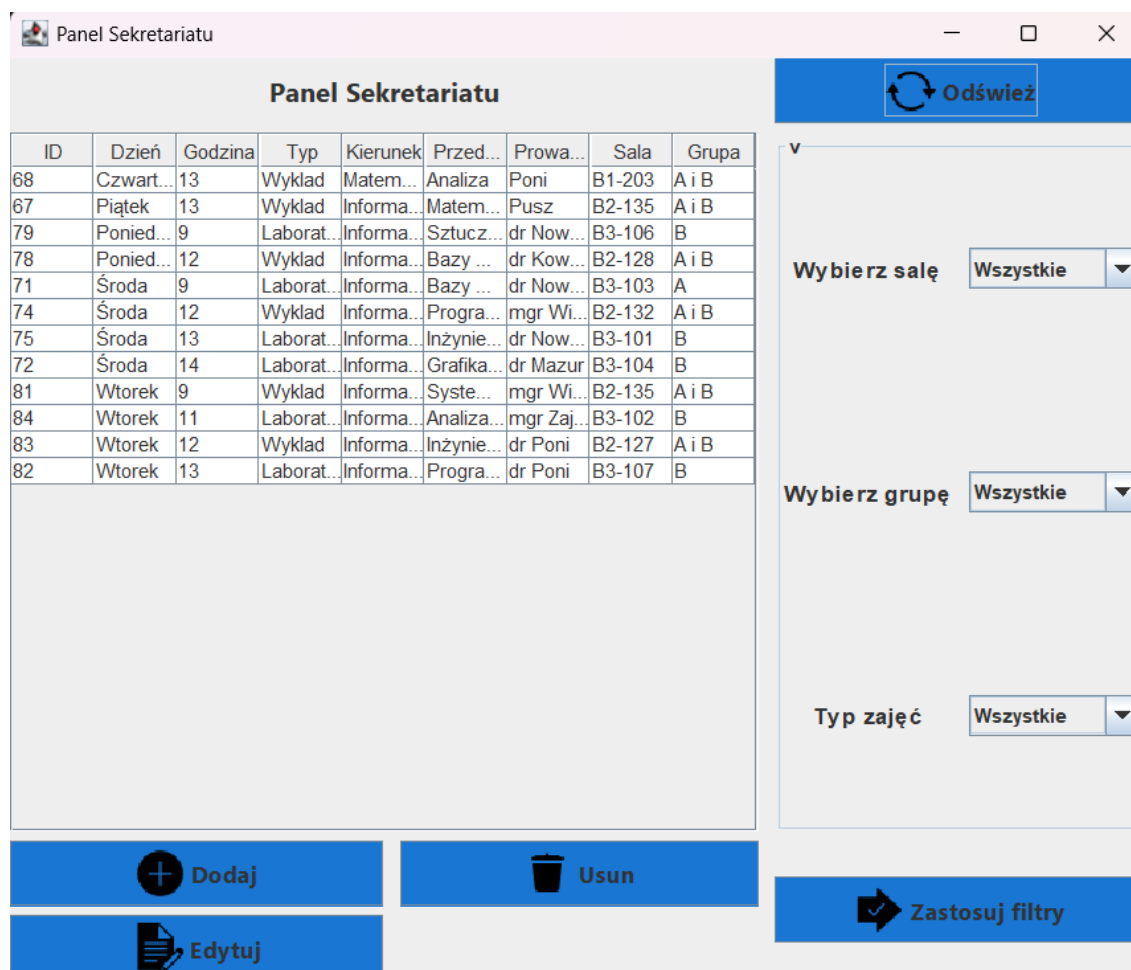 Panel Sekretariatu
Panel Sekretariatu
Odśwież
ID Dzień Godzina Typ Kierunek Przed... Prowa... Sala Grupa
68 Czwart... 13 Wyklad Matem... Analiza Poni B1-203 A i B
67 Piątek 13 Wyklad Informa... Matem... Pusz B2-135 A i B
79 Ponied... 9 Laborat... Informa... Sztucz... dr Now... B3-106 B
78 Ponied... 12 Wyklad Informa... Bazy ... dr Kow... B2-128 A i B
71 Środa 9 Laborat... Informa... Bazy ... dr Now... B3-103 A
74 Środa 12 Wyklad Informa... Progra... mgr Wi... B2-132 A i B
75 Środa 13 Laborat... Informa... Inżynie... dr Now... B3-101 B
72 Środa 14 Laborat... Informa... Grafika... dr Mazur B3-104 B
81 Wtorek 9 Wyklad Informa... Syste... mgr Wi... B2-135 A i B
84 Wtorek 11 Laborat... Informa... Analiza... mgr Zaj... B3-102 B
83 Wtorek 12 Wyklad Informa... Inżynie... dr Poni B2-127 A i B
82 Wtorek 13 Laborat... Informa... Progra... dr Poni B3-107 B
v
Wybierz salę Wszystkie
Wybierz grupę Wszystkie
Typ zajęć Wszystkie
Dodaj
Usun
Edytuj
Zastosuj filtry